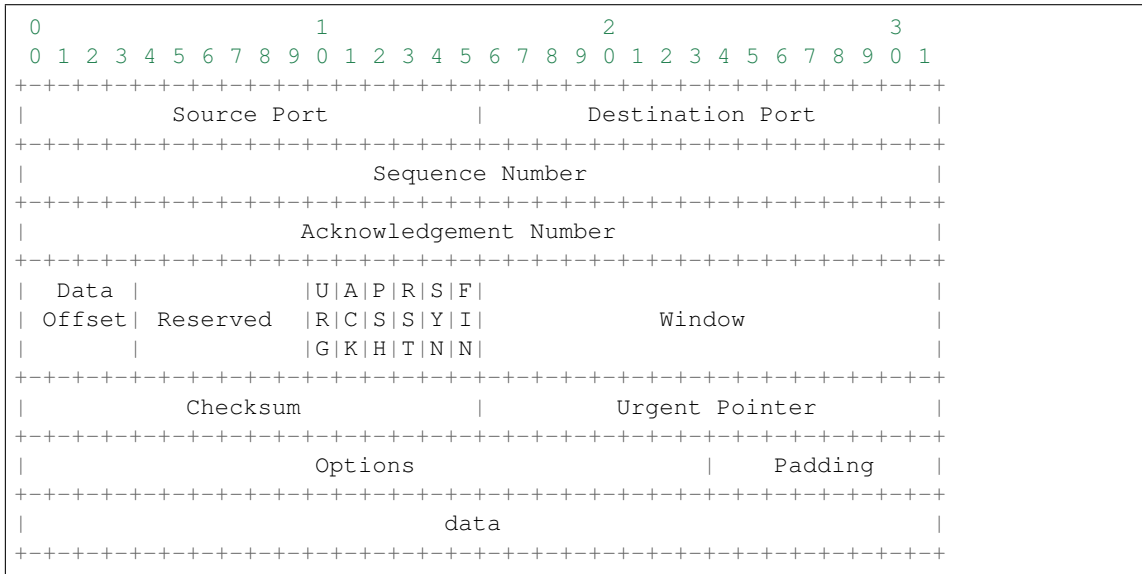 0                   1                   2                   3
0 1 2 3 4 5 6 7 8 9 0 1 2 3 4 5 6 7 8 9 0 1 2 3 4 5 6 7 8 9 0 1
+-+-+-+-+-+-+-+-+-+-+-+-+-+-+-+-+-+-+-+-+-+-+-+-+-+-+-+-+-+-+-+-+
|          Source Port          |       Destination Port        |
+-+-+-+-+-+-+-+-+-+-+-+-+-+-+-+-+-+-+-+-+-+-+-+-+-+-+-+-+-+-+-+-+
|                        Sequence Number                        |
+-+-+-+-+-+-+-+-+-+-+-+-+-+-+-+-+-+-+-+-+-+-+-+-+-+-+-+-+-+-+-+-+
|                   Acknowledgement Number                      |
+-+-+-+-+-+-+-+-+-+-+-+-+-+-+-+-+-+-+-+-+-+-+-+-+-+-+-+-+-+-+-+-+
|  Data |           |U|A|P|R|S|F|                               |
| Offset| Reserved  |R|C|S|S|Y|I|            Window             |
|       |           |G|K|H|T|N|N|                               |
+-+-+-+-+-+-+-+-+-+-+-+-+-+-+-+-+-+-+-+-+-+-+-+-+-+-+-+-+-+-+-+-+
|           Checksum            |         Urgent Pointer        |
+-+-+-+-+-+-+-+-+-+-+-+-+-+-+-+-+-+-+-+-+-+-+-+-+-+-+-+-+-+-+-+-+
|                    Options                    |    Padding    |
+-+-+-+-+-+-+-+-+-+-+-+-+-+-+-+-+-+-+-+-+-+-+-+-+-+-+-+-+-+-+-+-+
|                             data                              |
+-+-+-+-+-+-+-+-+-+-+-+-+-+-+-+-+-+-+-+-+-+-+-+-+-+-+-+-+-+-+-+-+